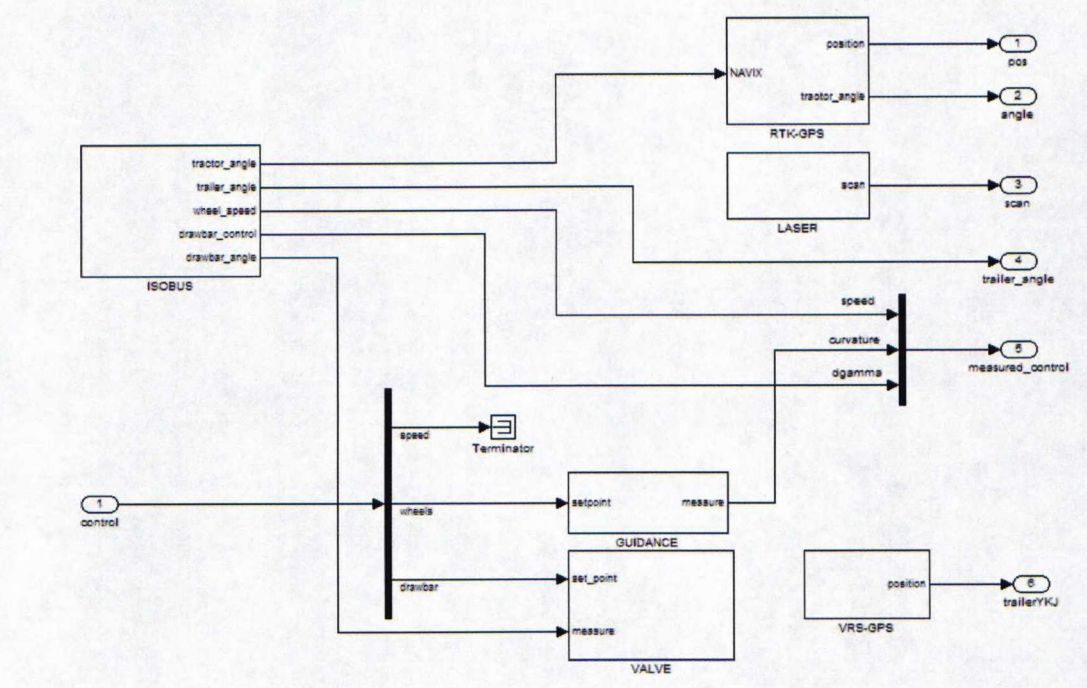 position
1
pos
NAVIX
tractor_angle
2
angle
RTK-GPS
tractor_angle
trailer_angle
wheel_speed
drawbar_control
drawbar_angle
ISOBUS
scan
3
scan
LASER
4
trailer_angle
speed
curvature
dgamma
5
measured_control
speed
Terminator
1
control
wheels
setpoint
measure
GUIDANCE
drawbar
set_point
measure
VALVE
position
6
trailerYKJ
VRS-GPS